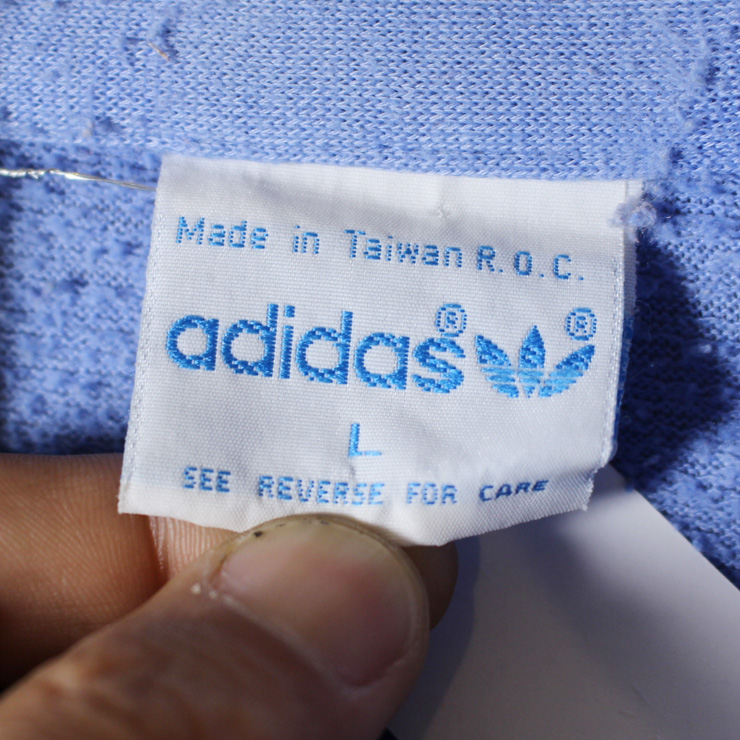 Made in Taiwan R.O.C.
adidas® ®
L
SEE REVERSE FOR CARE